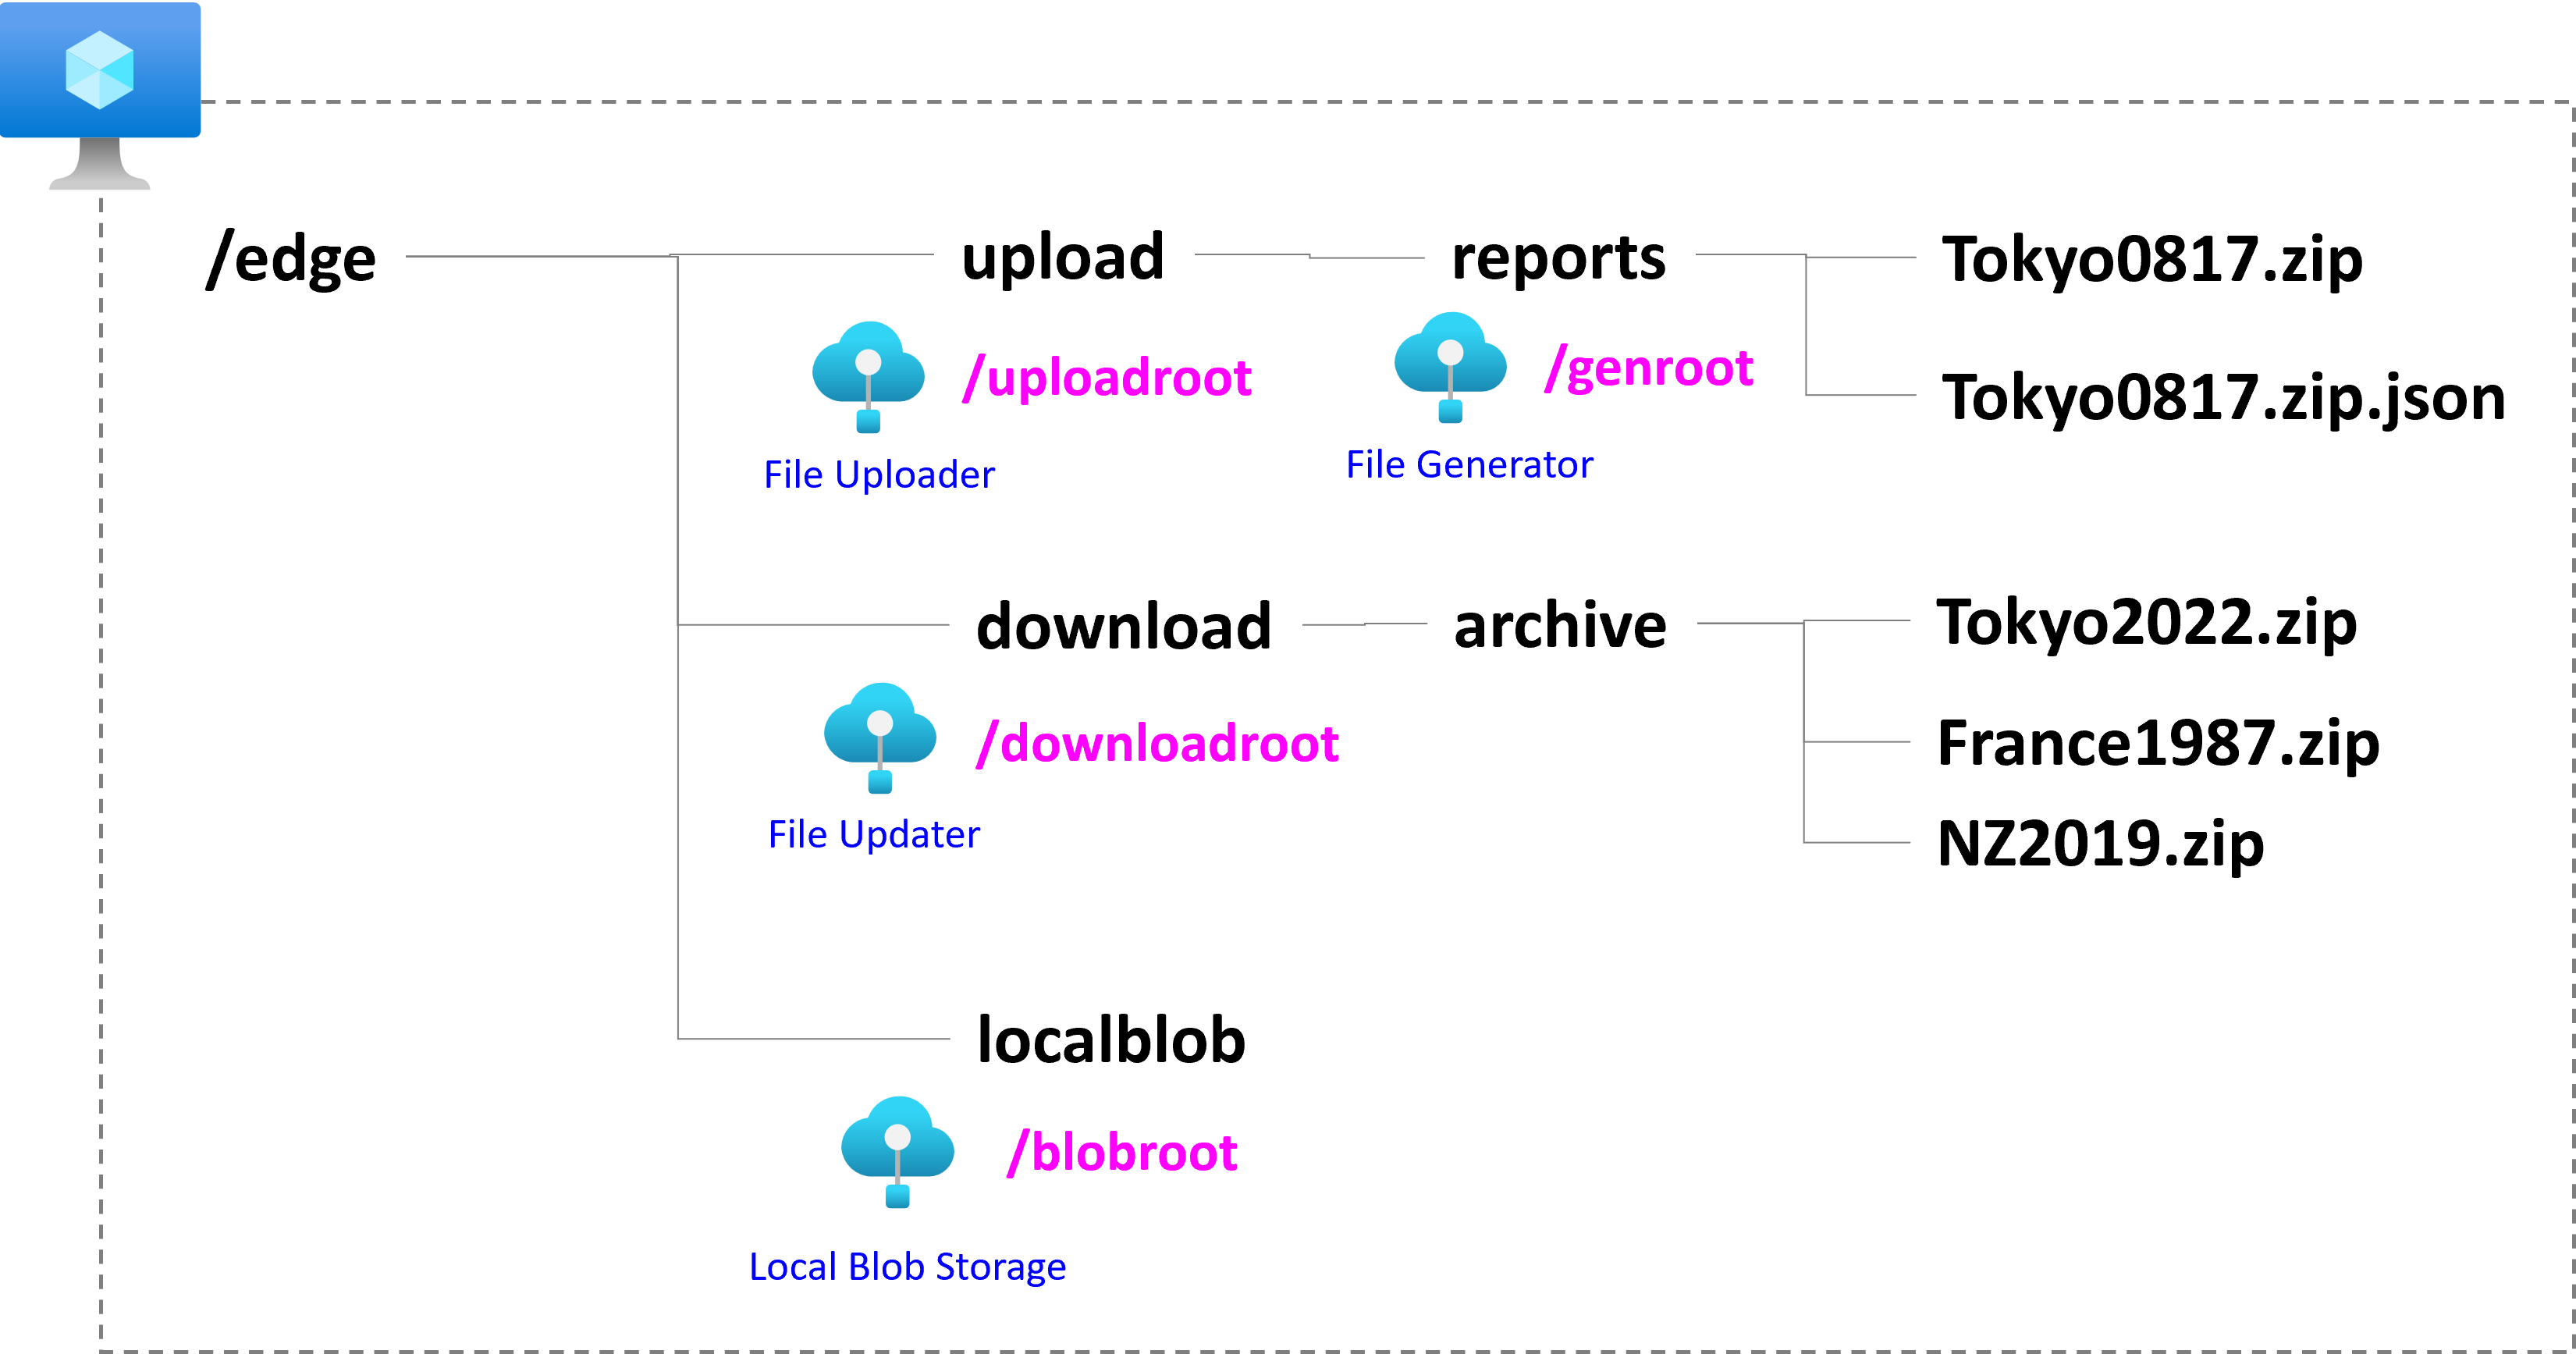 /edge
upload
reports
Tokyo0817.zip
/uploadroot
/genroot
Tokyo0817.zip.json
File Uploader
File Generator
download
archive
Tokyo2022.zip
/downloadroot
France1987.zip
File Updater
NZ2019.zip
localblob
/blobroot
Local Blob Storage